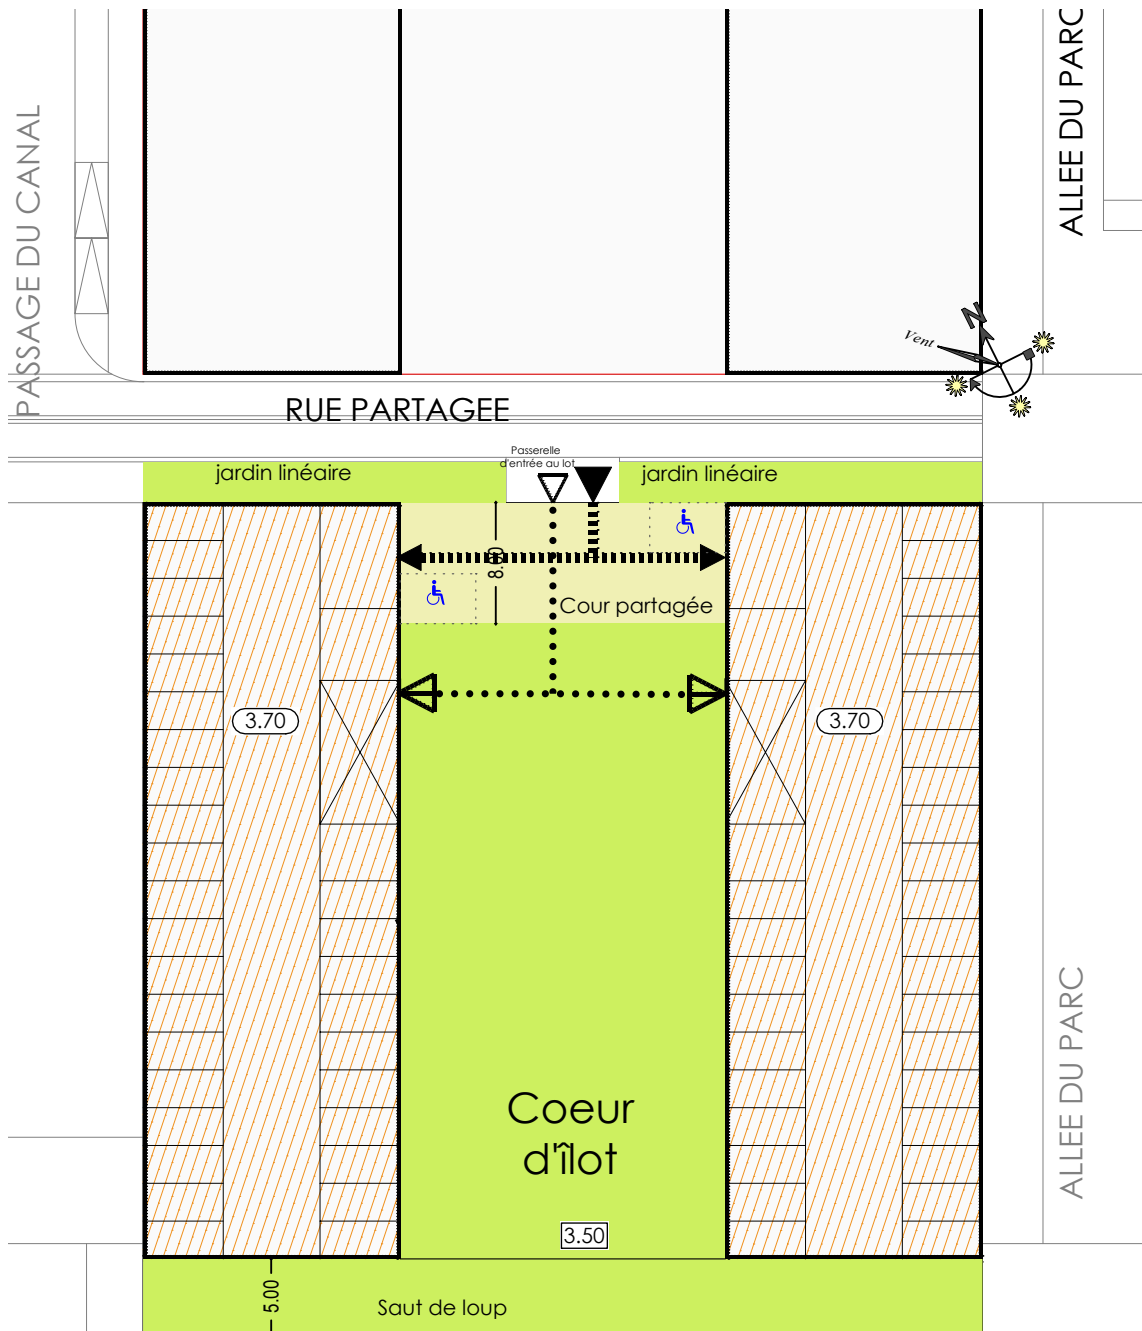 PASSAGE DU CANAL
ALLEE DU PARC
N
Vent
RUE PARTAGEE
Passerelle
d'entrée au lot
jardin linéaire
jardin linéaire
8.00
Cour partagée
3.70
3.70
ALLEE DU PARC
Coeur
d'îlot
3.50
5.00
Saut de loup